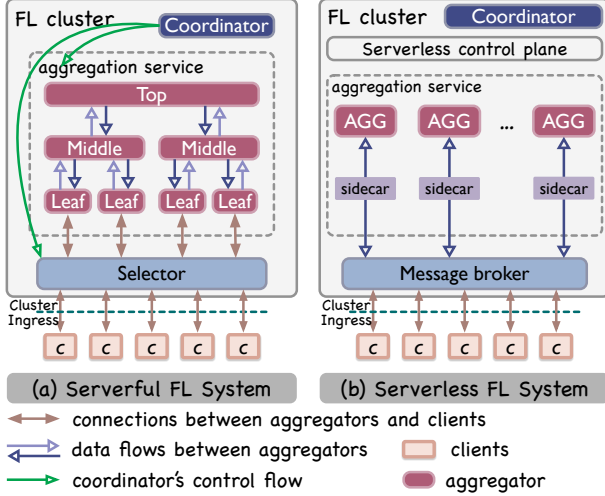 FL cluster
Coordinator
aggregation service
Top
Middle Middle
Leaf Leaf Leaf Leaf
Selector
Cluster
Ingress
c c c c c
(a) Serverful FL System
FL cluster
Coordinator
Serverless control plane
aggregation service
AGG AGG ... AGG
sidecar sidecar sidecar
Message broker
Cluster
Ingress
c c c c c
(b) Serverless FL System
connections between aggregators and clients
data flows between aggregators
clients
coordinator's control flow
aggregator